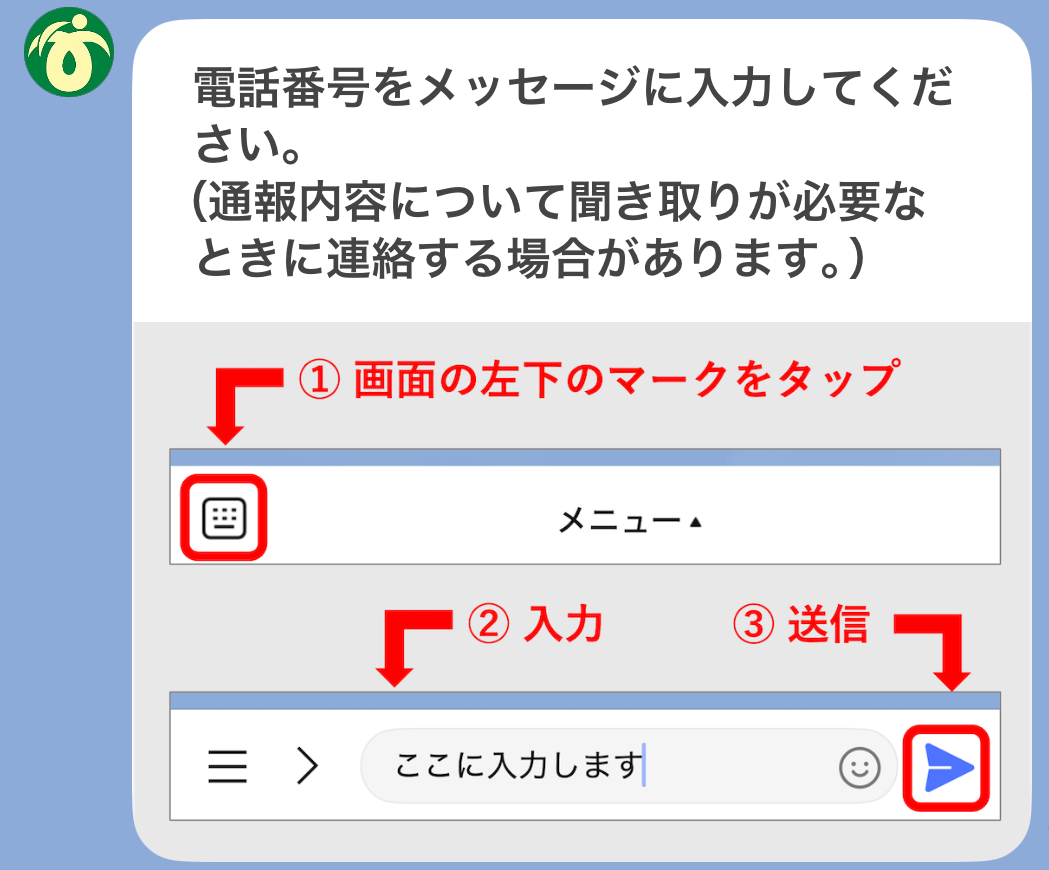 電話番号をメッセージに入力してくだ
さい。
(通報内容について聞き取りが必要な
ときに連絡する場合があります。)
① 画面の左下のマークをタップ
メニュー▲
② 入力
③ 送信
ここに入力します